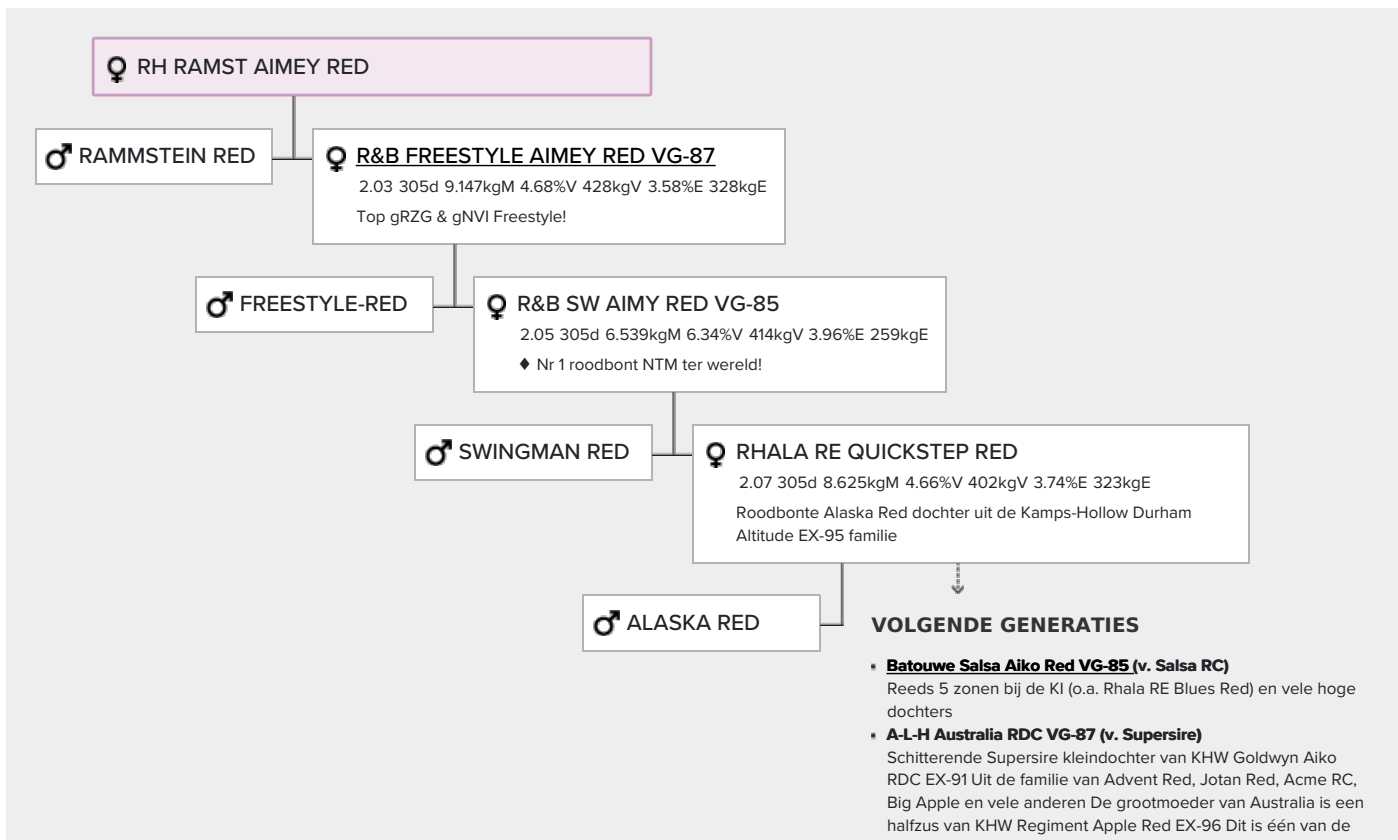 ♀ RH RAMST AIMEY RED
♂ RAMMSTEIN RED
♀ R&B FREESTYLE AIMEY RED VG-87
2.03 305d 9.147kgM 4.68%V 428kgV 3.58%E 328kgE
Top gRZG & gNVI Freestyle!
♂ FREESTYLE-RED
♀ R&B SW AIMY RED VG-85
2.05 305d 6.539kgM 6.34%V 414kgV 3.96%E 259kgE
♦ Nr 1 roodbont NTM ter wereld!
♂ SWINGMAN RED
♀ RHALA RE QUICKSTEP RED
2.07 305d 8.625kgM 4.66%V 402kgV 3.74%E 323kgE
Roodbonte Alaska Red dochter uit de Kamps-Hollow Durham
Altitude EX-95 familie
♂ ALASKA RED
VOLGENDE GENERATIES
▪ Batouwe Salsa Aiko Red VG-85 (v. Salsa RC)
Reeds 5 zonen bij de KI (o.a. Rhala RE Blues Red) en vele hoge
dochters
▪ A-L-H Australia RDC VG-87 (v. Supersire)
Schitterende Supersire kleindochter van KHW Goldwyn Aiko
RDC EX-91 Uit de familie van Advent Red, Jotan Red, Acme RC,
Big Apple en vele anderen De grootmoeder van Australia is een
halfzus van KHW Regiment Apple Red EX-96 Dit is één van de